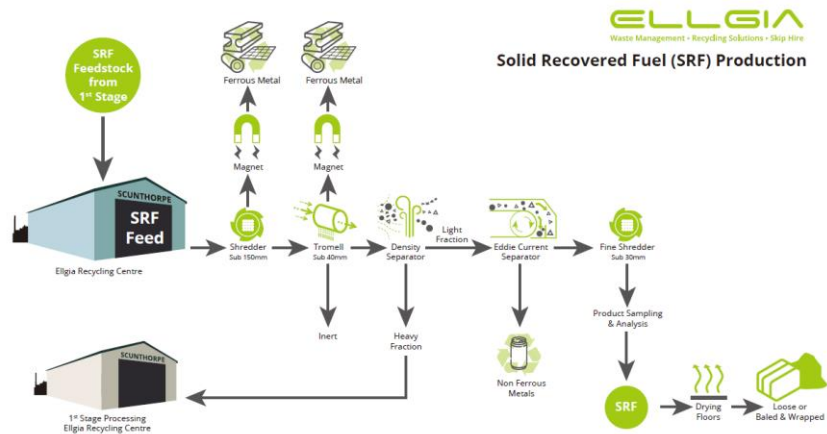 ELLGIA
Waste Management • Recycling Solutions • Skip Hire
Solid Recovered Fuel (SRF) Production
SRF
Feedstock
from
1st Stage
Ferrous Metal
Ferrous Metal
Magnet
Magnet
SCUNTHORPE
SRF
Feed
Ellgia Recycling Centre
Shredder
Sub 150mm
Tromell
Sub 40mm
Density
Separator
Light
Fraction
Eddie Current
Separator
Fine Shredder
Sub 30mm
Inert
Heavy
Fraction
Non Ferrous
Metals
Product Sampling
& Analysis
SCUNTHORPE
1st Stage Processing
Ellgia Recycling Centre
SRF
Drying
Floors
Loose or
Baled & Wrapped